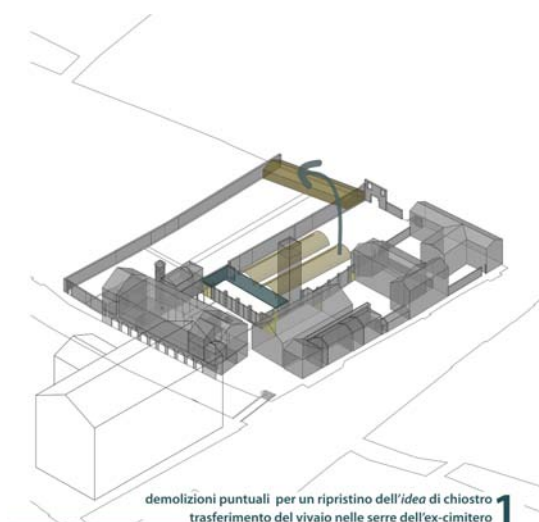 demolizioni puntuali per un ripristino dell'idea di chiostro
trasferimento del vivaio nelle serre dell'ex-cimitero
1